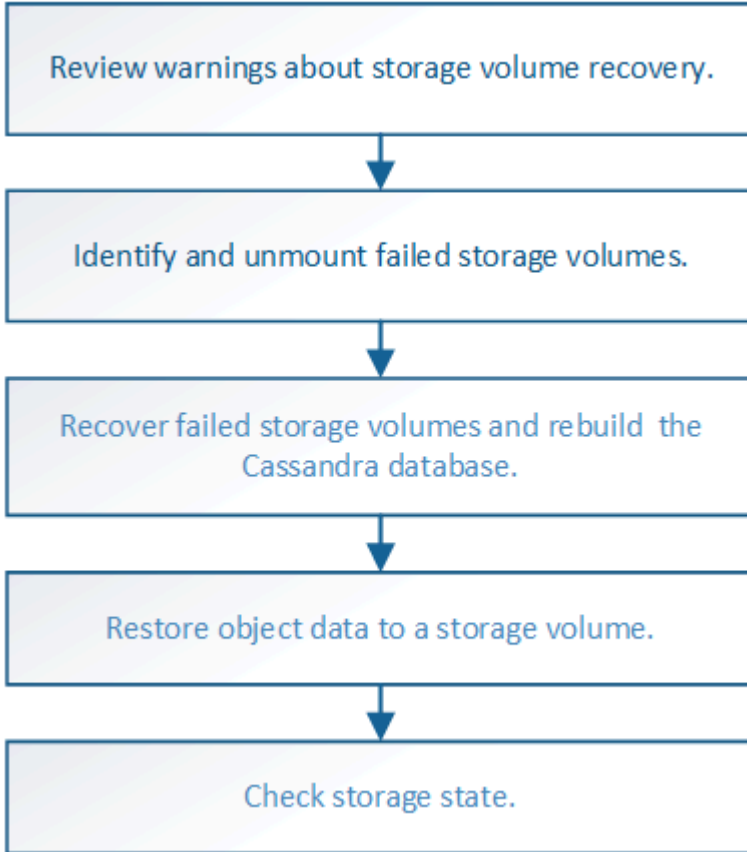 Review warnings about storage volume recovery.
Identify and unmount failed storage volumes.
Recover failed storage volumes and rebuild the
Cassandra database.
Restore object data to a storage volume.
Check storage state.